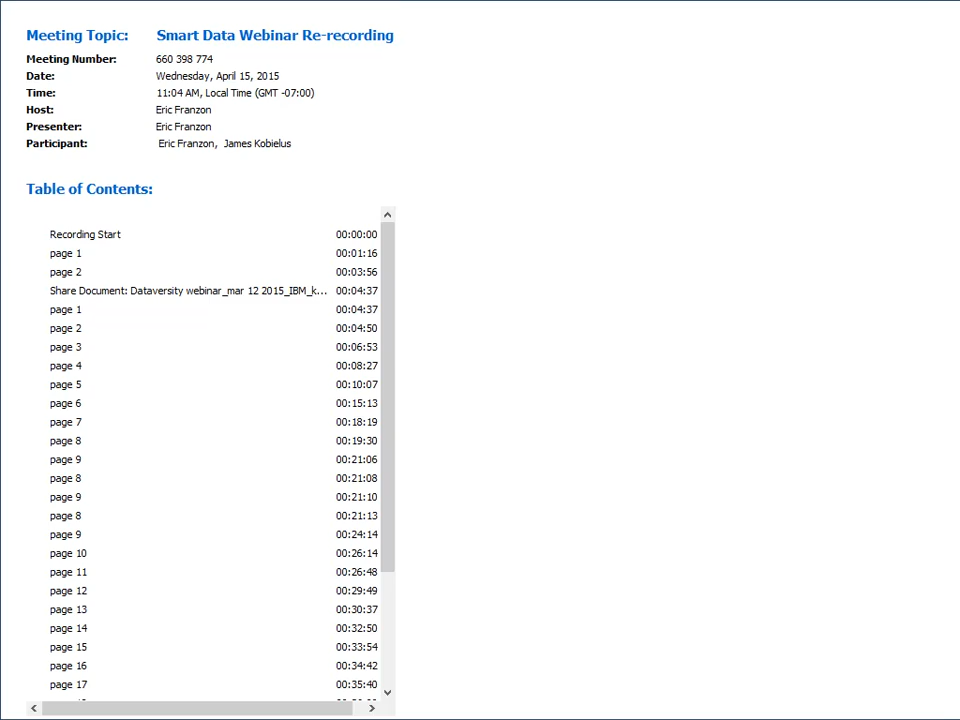 Meeting Topic: Smart Data Webinar Re-recording
Meeting Number: 660 398 774
Date: Wednesday, April 15, 2015
Time: 11:04 AM, Local Time (GMT -07:00)
Host: Eric Franzon
Presenter: Eric Franzon
Participant: Eric Franzon, James Kobielus
Table of Contents:
Recording Start 00:00:00
page 1 00:01:16
page 2 00:03:56
Share Document: Dataversity webinar_mar 12 2015_IBM_k... 00:04:37
page 1 00:04:37
page 2 00:04:50
page 3 00:06:53
page 4 00:08:27
page 5 00:10:07
page 6 00:15:13
page 7 00:18:19
page 8 00:19:30
page 9 00:21:06
page 8 00:21:08
page 9 00:21:10
page 8 00:21:13
page 9 00:24:14
page 10 00:26:14
page 11 00:26:48
page 12 00:29:49
page 13 00:30:37
page 14 00:32:50
page 15 00:33:54
page 16 00:34:42
page 17 00:35:40